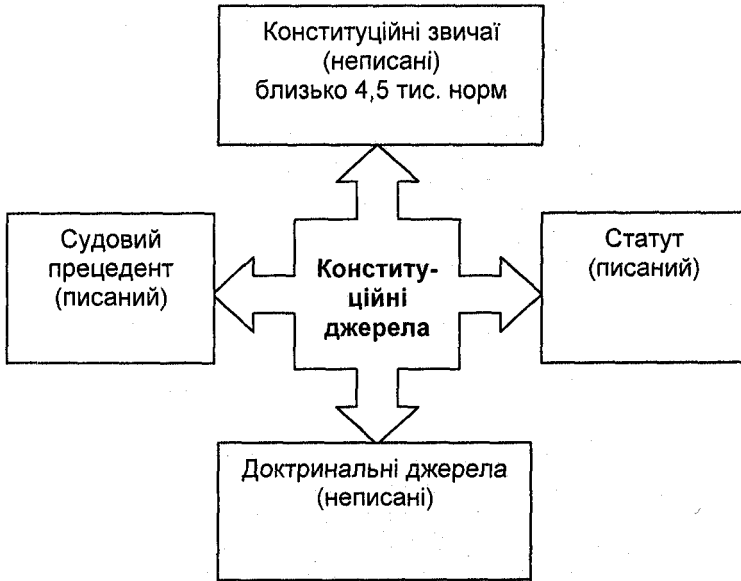 Конституційні звичаї
(неписані)
близько 4,5 тис. норм
Судовий
прецедент
(писаний)
Конститу-
ційні
джерела
Статут
(писаний)
Доктринальні джерела
(неписані)